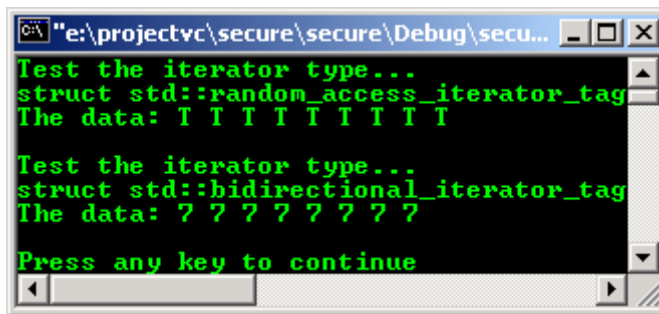 "e:\projectvc\secure\secure\Debug\secu...
Test the iterator type...
struct std::random_access_iterator_tag
The data: T T T T T T T T T
Test the iterator type...
struct std::bidirectional_iterator_tag
The data: 7 7 7 7 7 7 7 7
Press any key to continue